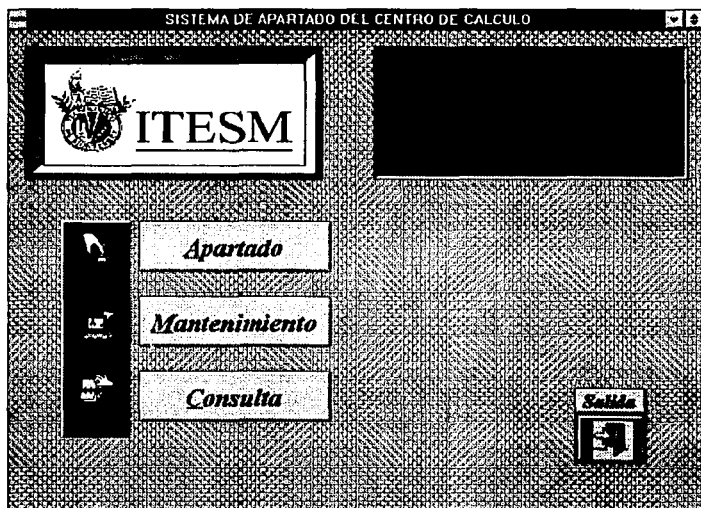 SISTEMA DE APARTADO DEL CENTRO DE CALCULO
ITESM
Apartado
Mantenimiento
Consulta
Salida